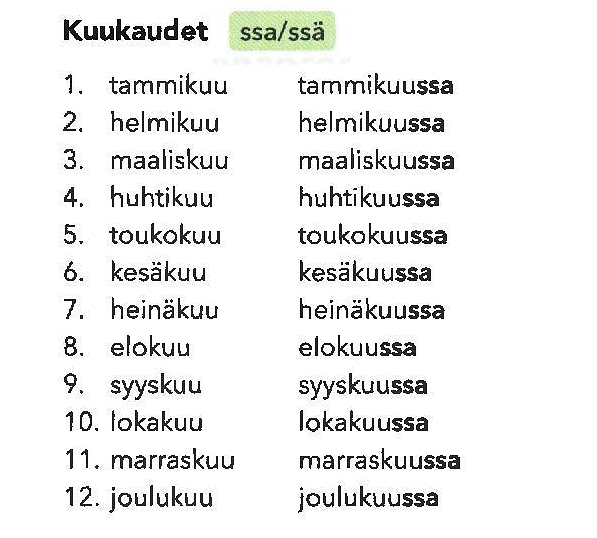 Kuukaudet ssa/ssä
1. tammikuu tammikuussa
2. helmikuu helmikuussa
3. maaliskuu maaliskuussa
4. huhtikuu huhtikuussa
5. toukokuu toukokuussa
6. kesäkuu kesäkuussa
7. heinäkuu heinäkuussa
8. elokuu elokuussa
9. syyskuu syyskuussa
10. lokakuu lokakuussa
11. marraskuu marraskuussa
12. joulukuu joulukuussa